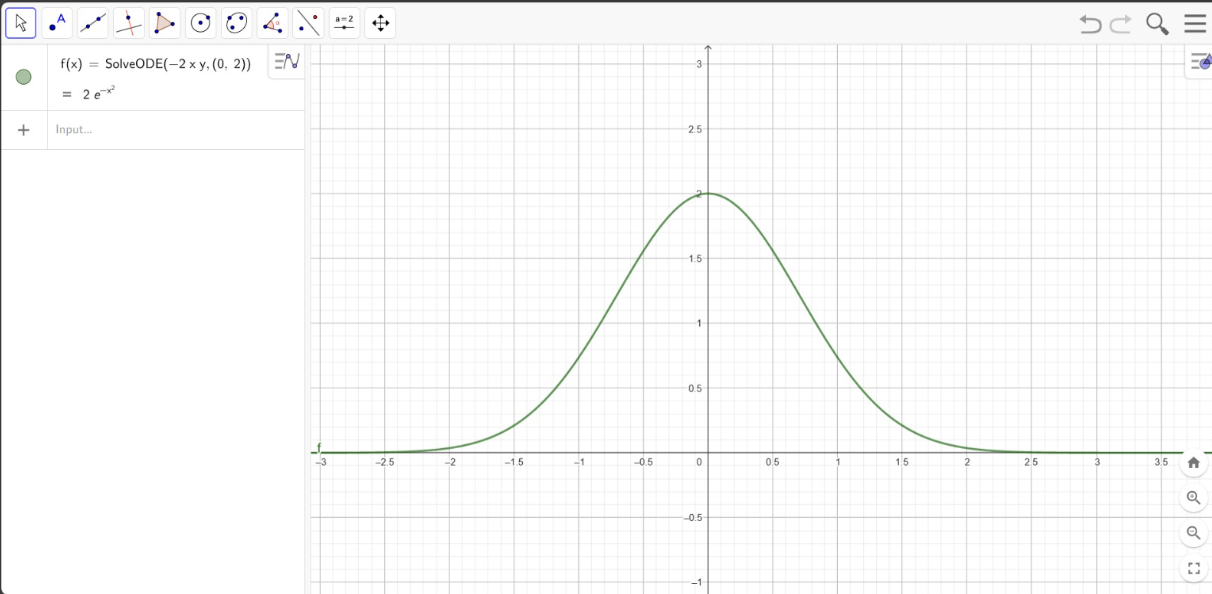 A
α
a=2
f(x) = SolveODE(−2 x y, (0, 2))
= 2 e^−x²
+ Input...
3
2.5
2
1.5
1
0.5
f
−3 −2.5 −2 −1.5 −1 −0.5 0 0.5 1 1.5 2 2.5 3 3.5
−0.5
−1